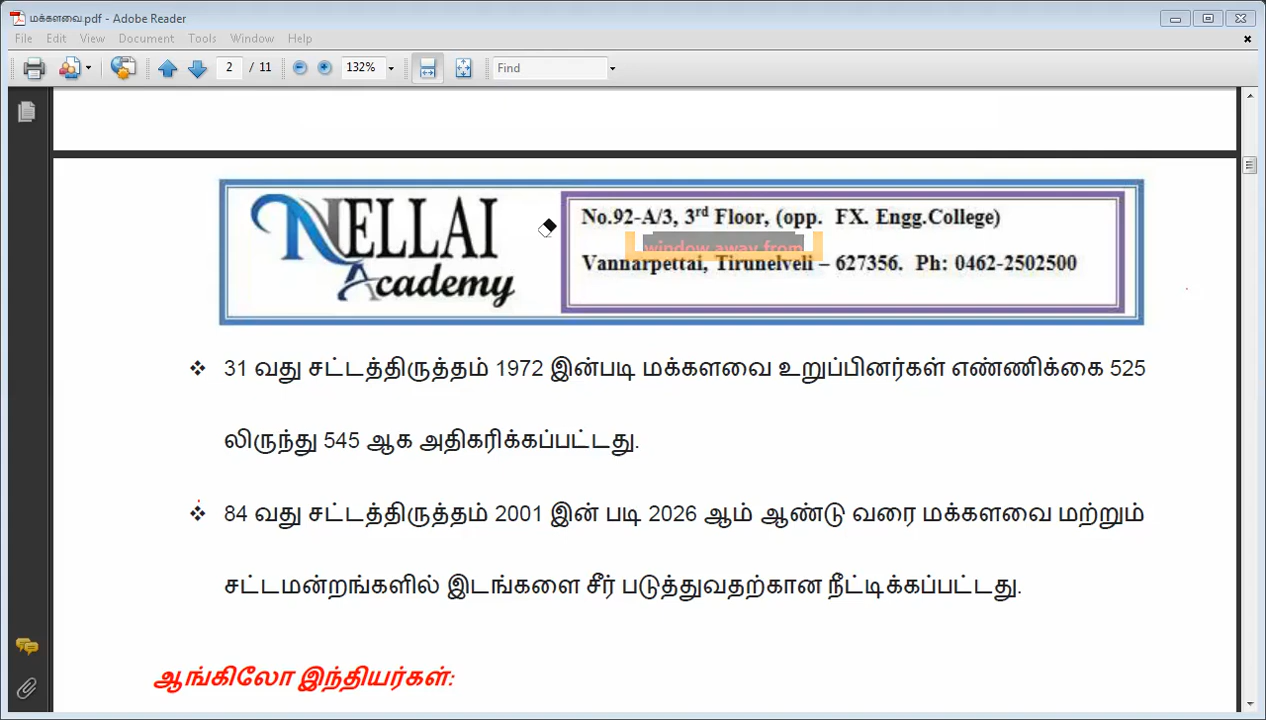 மக்களவை.pdf - Adobe Reader
File Edit View Document Tools Window Help
2 / 11 132% Find
NELLAI
Academy
No.92-A/3, 3rd Floor, (opp. FX. Engg.College)
window away from
Vannarpettai, Tirunelveli – 627356. Ph: 0462-2502500
❖ 31 வது சட்டத்திருத்தம் 1972 இன்படி மக்களவை உறுப்பினர்கள் எண்ணிக்கை 525
லிருந்து 545 ஆக அதிகரிக்கப்பட்டது.
❖ 84 வது சட்டத்திருத்தம் 2001 இன் படி 2026 ஆம் ஆண்டு வரை மக்களவை மற்றும்
சட்டமன்றங்களில் இடங்களை சீர் படுத்துவதற்கான நீட்டிக்கப்பட்டது.
ஆங்கிலோ இந்தியர்கள்: